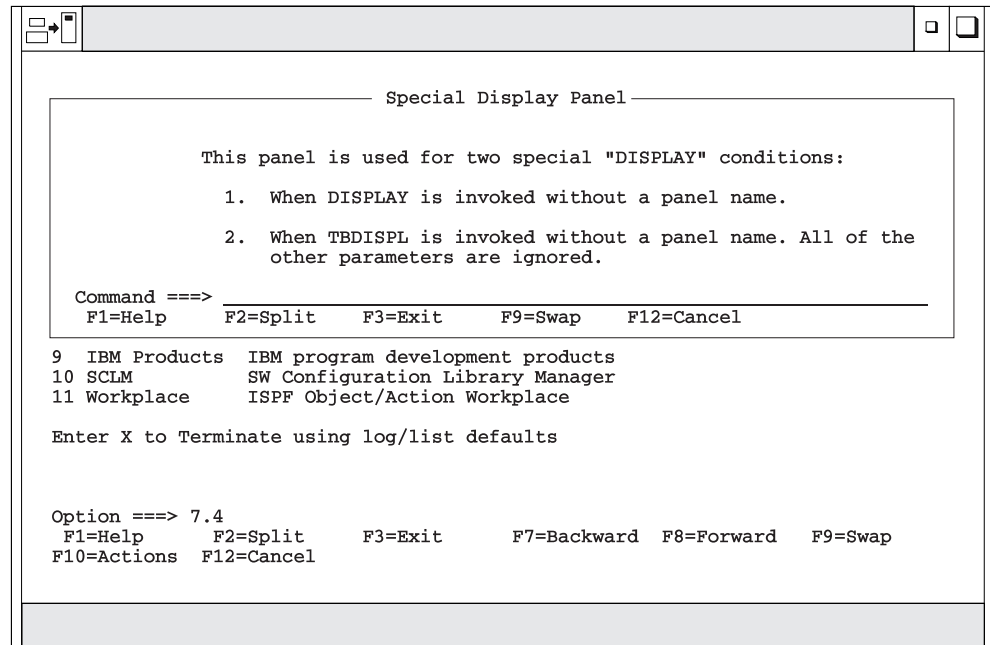 Special Display Panel
This panel is used for two special "DISPLAY" conditions:
1. When DISPLAY is invoked without a panel name.
2. When TBDISPL is invoked without a panel name. All of the
other parameters are ignored.
Command ===>
F1=Help F2=Split F3=Exit F9=Swap F12=Cancel
9 IBM Products IBM program development products
10 SCLM SW Configuration Library Manager
11 Workplace ISPF Object/Action Workplace
Enter X to Terminate using log/list defaults
Option ===> 7.4
F1=Help F2=Split F3=Exit F7=Backward F8=Forward F9=Swap
F10=Actions F12=Cancel